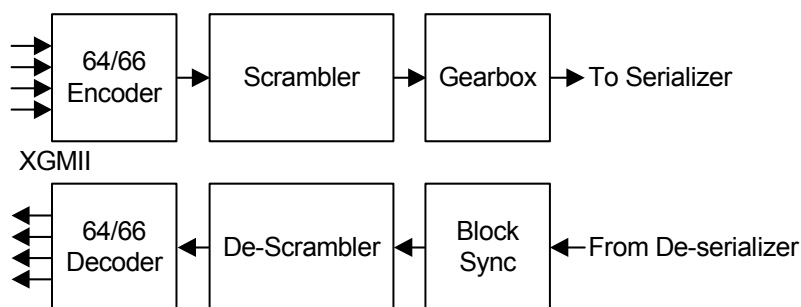 64/66
Encoder
Scrambler
Gearbox
To Serializer
XGMII
64/66
Decoder
De-Scrambler
Block
Sync
From De-serializer